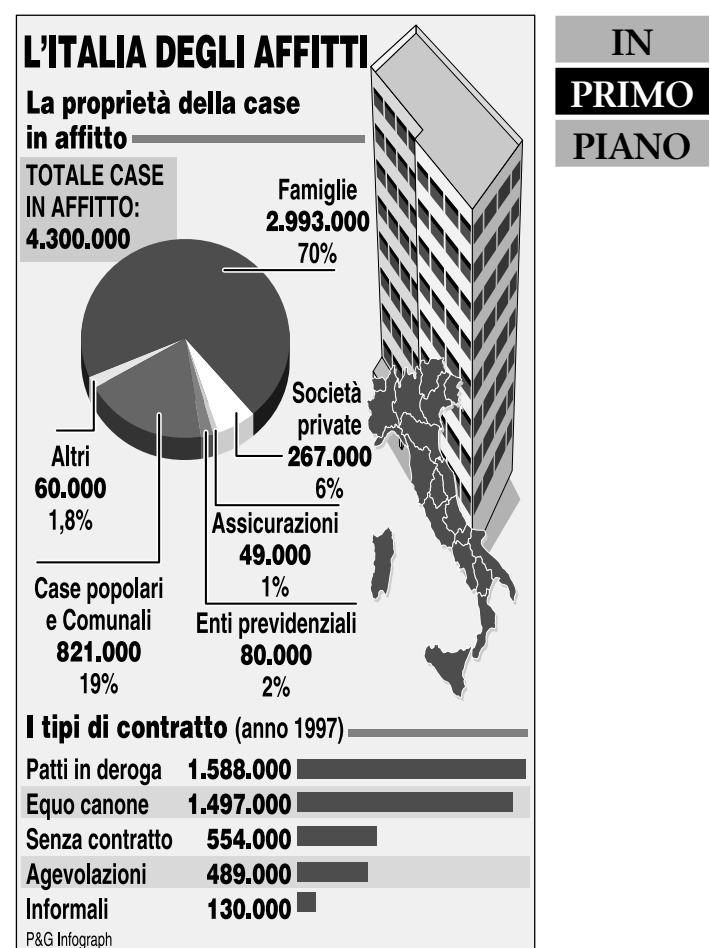 L'ITALIA DEGLI AFFITTI
La proprietà della case
in affitto
TOTALE CASE
IN AFFITTO:
4.300.000
Famiglie
2.993.000
70%
Società
private
267.000
6%
Assicurazioni
49.000
1%
Enti previdenziali
80.000
2%
Case popolari
e Comunali
821.000
19%
Altri
60.000
1,8%
I tipi di contratto (anno 1997)
Patti in deroga 1.588.000
Equo canone 1.497.000
Senza contratto 554.000
Agevolazioni 489.000
Informali 130.000
P&G Infograph
IN
PRIMO
PIANO